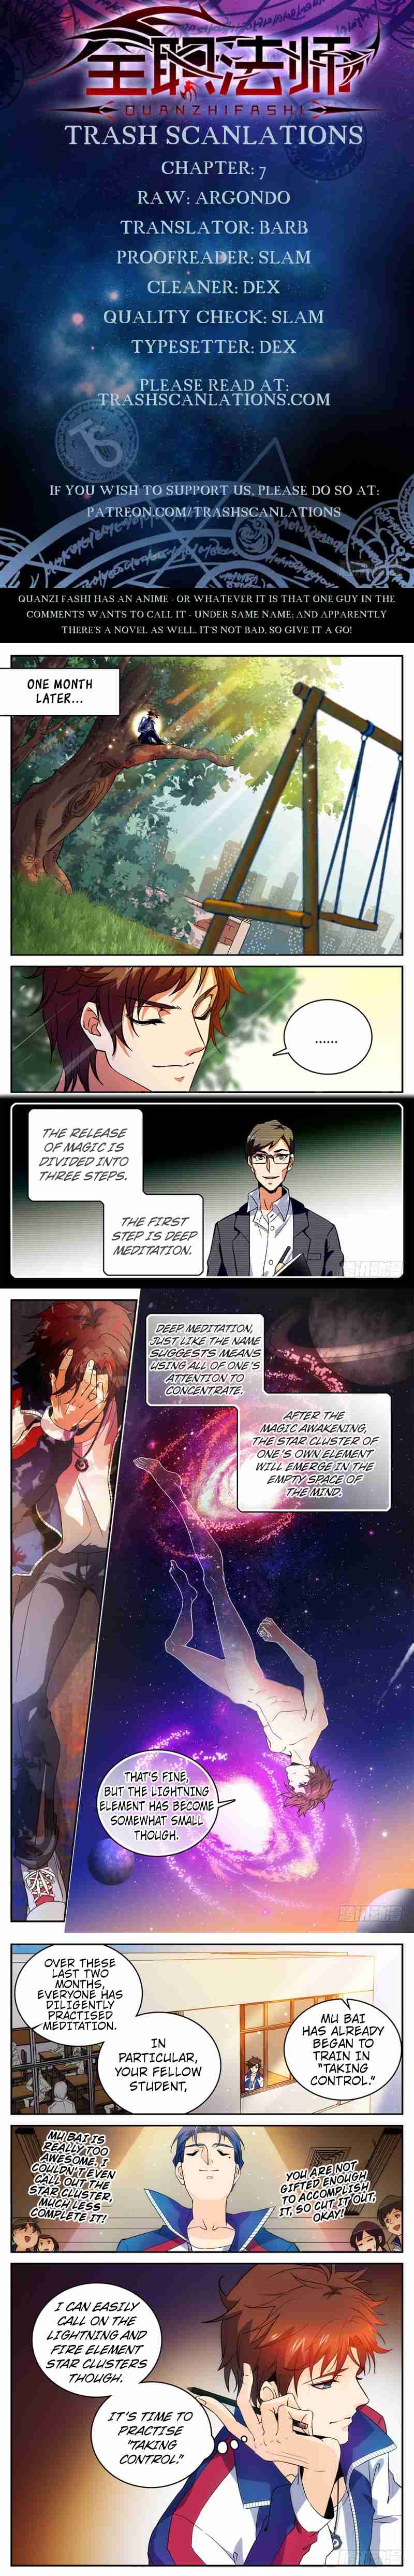 全职法师
QUANZHIFASHI
TRASH SCANLATIONS
CHAPTER: 7
RAW: ARGONDO
TRANSLATOR: BARB
PROOFREADER: SLAM
CLEANER: DEX
QUALITY CHECK: SLAM
TYPESETTER: DEX
PLEASE READ AT:
TRASHSCANLATIONS.COM
TS
IF YOU WISH TO SUPPORT US, PLEASE DO SO AT:
PATREON.COM/TRASHSCANLATIONS
QUANZI FASHI HAS AN ANIME - OR WHATEVER IT IS THAT ONE GUY IN THE
COMMENTS WANTS TO CALL IT - UNDER SAME NAME; AND APPARENTLY
THERE'S A NOVEL AS WELL. IT'S NOT BAD, SO GIVE IT A GO!
ONE MONTH
LATER...
......
THE RELEASE
OF MAGIC IS
DIVIDED INTO
THREE STEPS.
THE FIRST
STEP IS DEEP
MEDITATION.
DEEP MEDITATION,
JUST LIKE THE NAME
SUGGESTS MEANS
USING ALL OF ONE'S
ATTENTION TO
CONCENTRATE.
AFTER THE
MAGIC AWAKENING,
THE STAR CLUSTER OF
ONE'S OWN ELEMENT
WILL EMERGE IN THE
EMPTY SPACE OF
THE MIND.
THAT'S FINE,
BUT THE LIGHTNING
ELEMENT HAS BECOME
SOMEWHAT SMALL
THOUGH.
OVER THESE
LAST TWO
MONTHS,
EVERYONE HAS
DILIGENTLY
PRACTISED
MEDITATION.
IN
PARTICULAR,
YOUR FELLOW
STUDENT,
MU BAI
HAS ALREADY
BEGAN TO
TRAIN IN
"TAKING
CONTROL."
MU BAI IS
REALLY TOO
AWESOME. I
COULDN'T EVEN
CALL OUT THE
STAR CLUSTER,
MUCH LESS
COMPLETE IT!
YOU ARE NOT
GIFTED ENOUGH
TO ACCOMPLISH
IT, SO CUT IT OUT,
OKAY!
I CAN EASILY
CALL ON THE
LIGHTNING AND
FIRE ELEMENT
STAR CLUSTERS
THOUGH.
IT'S TIME TO
PRACTISE
"TAKING
CONTROL."